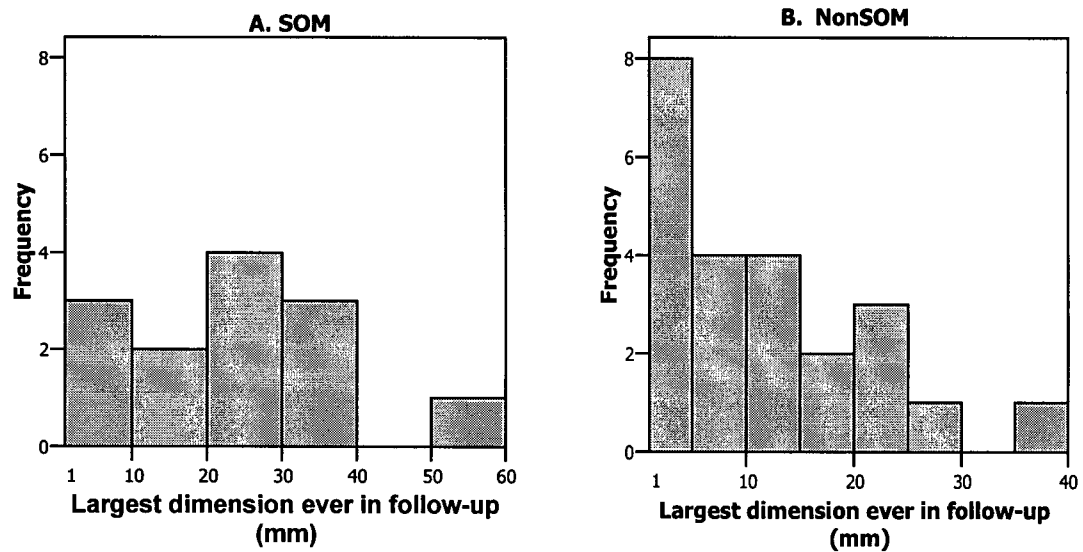 A. SOM
8
6
4
2
0
Frequency
1 10 20 30 40 50 60
Largest dimension ever in follow-up
(mm)
B. NonSOM
8
6
4
2
0
Frequency
1 10 20 30 40
Largest dimension ever in follow-up
(mm)